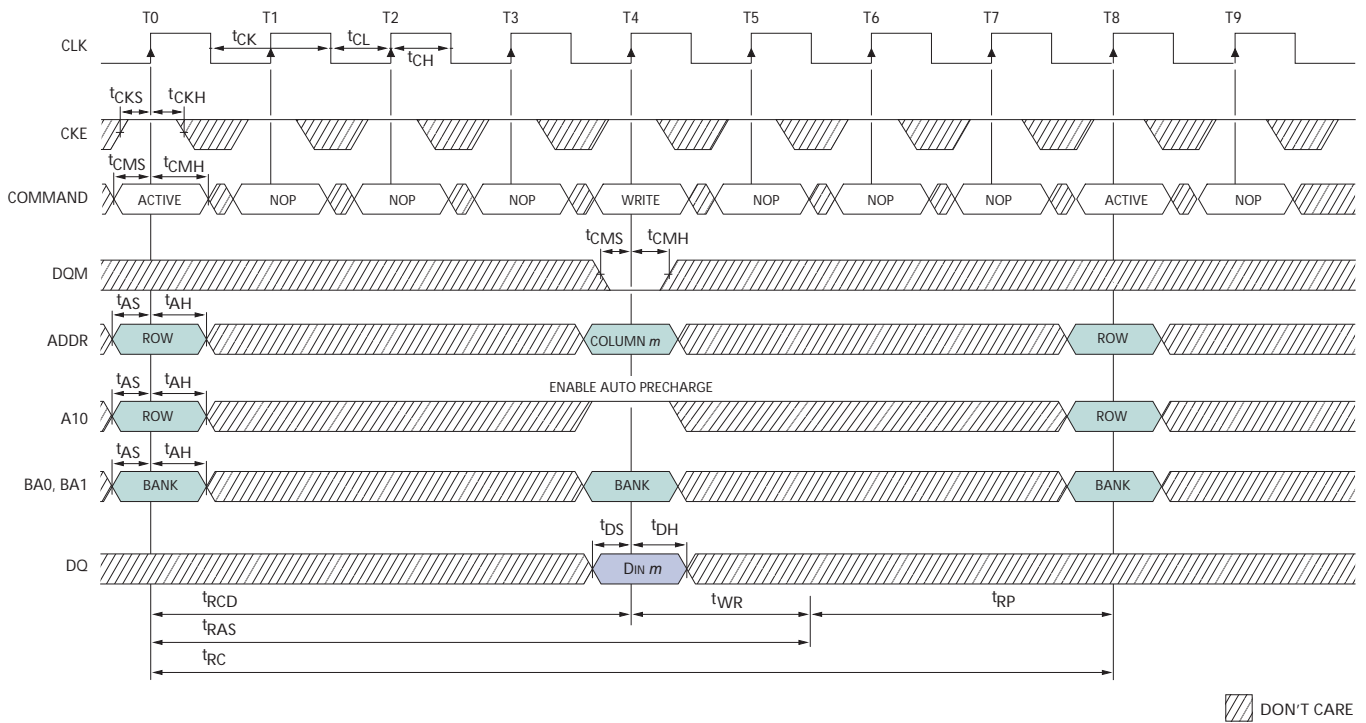 T0 T1 T2 T3 T4 T5 T6 T7 T8 T9
CLK tCK tCL tCH
tCKS tCKH
CKE
tCMS tCMH
COMMAND ACTIVE NOP NOP NOP WRITE NOP NOP NOP ACTIVE NOP
tCMS tCMH
DQM
tAS tAH
ADDR ROW COLUMN m ROW
tAS tAH ENABLE AUTO PRECHARGE
A10 ROW ROW
tAS tAH
BA0, BA1 BANK BANK BANK
tDS tDH
DQ DIN m
tRCD tWR tRP
tRAS
tRC
DON'T CARE